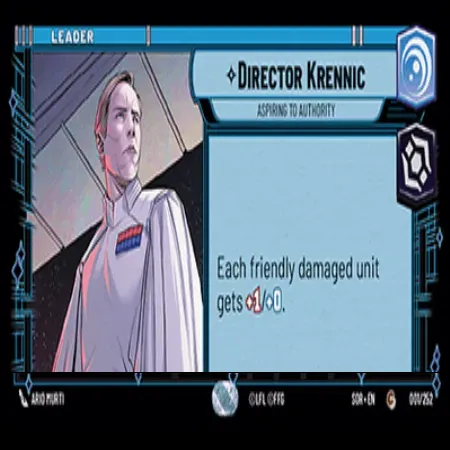 LEADER
DIRECTOR KRENNIC
ASPIRING TO AUTHORITY
Each friendly damaged unit
gets +1/+0.
ARIO MURTI ©LFL ©FFG SOR • EN C 001/252